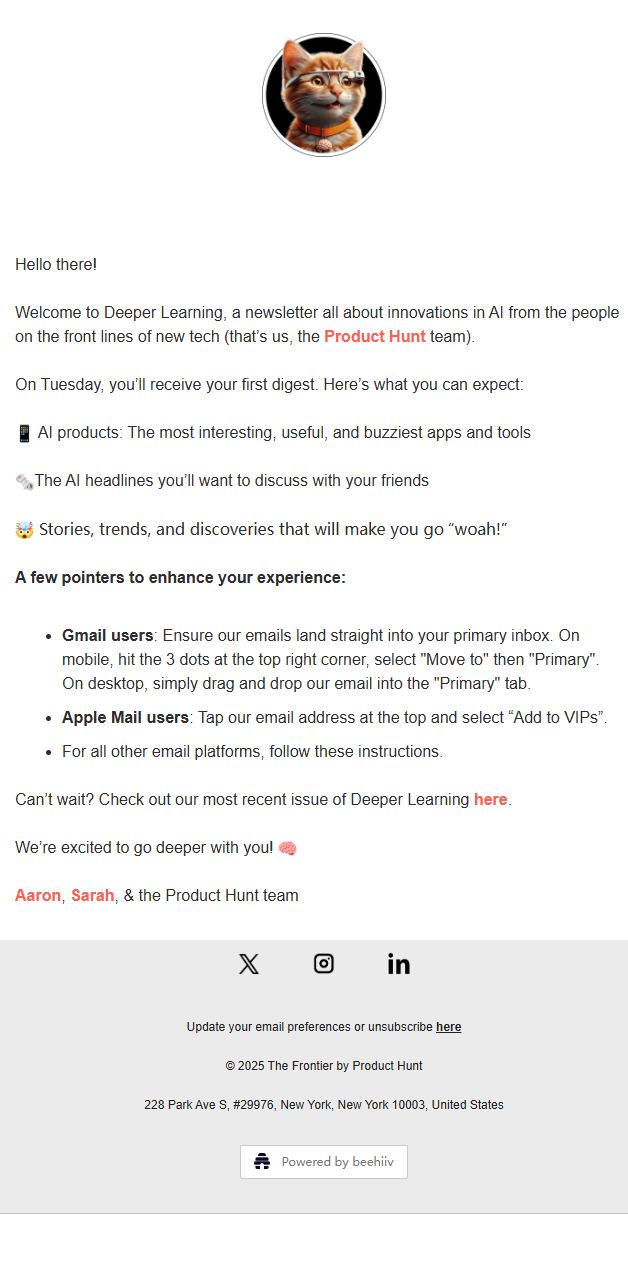 Hello there!
Welcome to Deeper Learning, a newsletter all about innovations in AI from the people
on the front lines of new tech (that’s us, the Product Hunt team).
On Tuesday, you’ll receive your first digest. Here’s what you can expect:
📱 AI products: The most interesting, useful, and buzziest apps and tools
🗞️The AI headlines you’ll want to discuss with your friends
🤯 Stories, trends, and discoveries that will make you go “woah!”
A few pointers to enhance your experience:
• Gmail users: Ensure our emails land straight into your primary inbox. On
mobile, hit the 3 dots at the top right corner, select "Move to" then "Primary".
On desktop, simply drag and drop our email into the "Primary" tab.
• Apple Mail users: Tap our email address at the top and select “Add to VIPs”.
• For all other email platforms, follow these instructions.
Can’t wait? Check out our most recent issue of Deeper Learning here.
We’re excited to go deeper with you! 🧠
Aaron, Sarah, & the Product Hunt team
Update your email preferences or unsubscribe here
© 2025 The Frontier by Product Hunt
228 Park Ave S, #29976, New York, New York 10003, United States
Powered by beehiiv